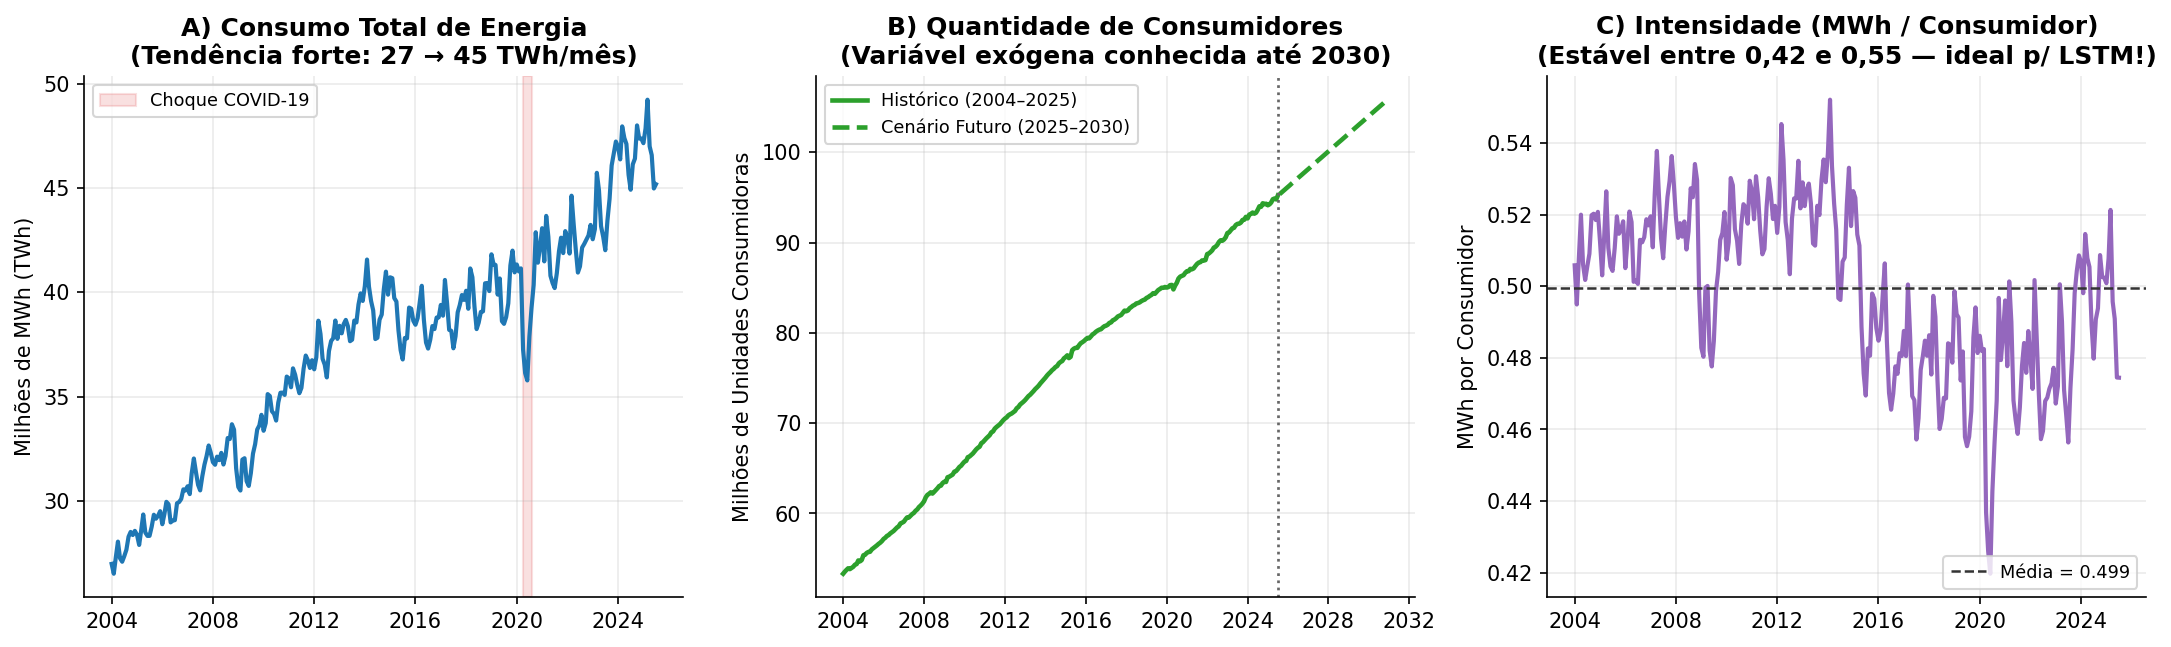 A) Consumo Total de Energia
(Tendência forte: 27 → 45 TWh/mês)
Milhões de MWh (TWh)
50
45
40
35
30
Choque COVID-19
2004 2008 2012 2016 2020 2024
B) Quantidade de Consumidores
(Variável exógena conhecida até 2030)
Milhões de Unidades Consumidoras
100
90
80
70
60
Histórico (2004–2025)
Cenário Futuro (2025–2030)
2004 2008 2012 2016 2020 2024 2028 2032
C) Intensidade (MWh / Consumidor)
(Estável entre 0,42 e 0,55 — ideal p/ LSTM!)
MWh por Consumidor
0.54
0.52
0.50
0.48
0.46
0.44
0.42
Média = 0.499
2004 2008 2012 2016 2020 2024